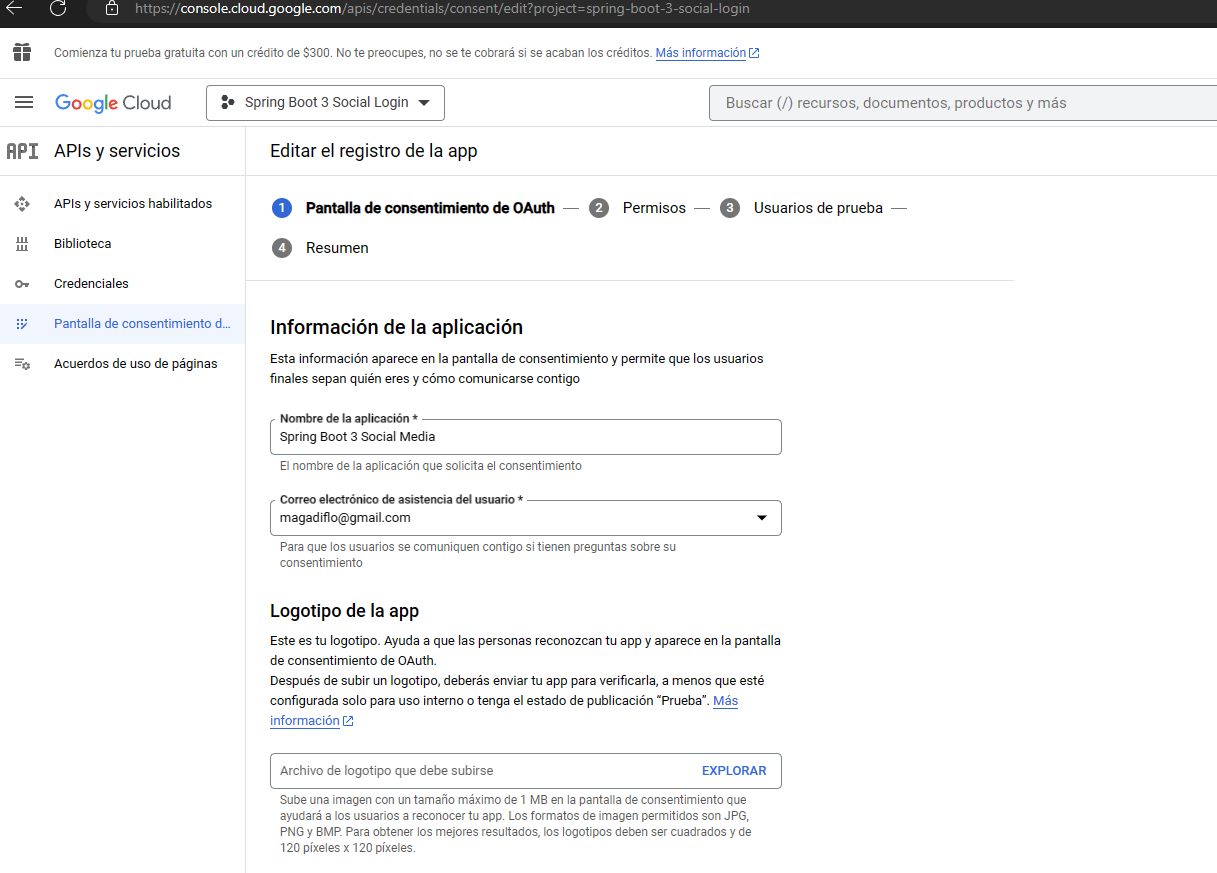 https://console.cloud.google.com/apis/credentials/consent/edit?project=spring-boot-3-social-login
Comienza tu prueba gratuita con un crédito de $300. No te preocupes, no se te cobrará si se acaban los créditos. Más información
Google Cloud
Spring Boot 3 Social Login
Buscar (/) recursos, documentos, productos y más
API APIs y servicios
Editar el registro de la app
APIs y servicios habilitados
Biblioteca
Credenciales
Pantalla de consentimiento d...
Acuerdos de uso de páginas
1 Pantalla de consentimiento de OAuth — 2 Permisos — 3 Usuarios de prueba —
4 Resumen
Información de la aplicación
Esta información aparece en la pantalla de consentimiento y permite que los usuarios
finales sepan quién eres y cómo comunicarse contigo
Nombre de la aplicación *
Spring Boot 3 Social Media
El nombre de la aplicación que solicita el consentimiento
Correo electrónico de asistencia del usuario *
magadiflo@gmail.com
Para que los usuarios se comuniquen contigo si tienen preguntas sobre su
consentimiento
Logotipo de la app
Este es tu logotipo. Ayuda a que las personas reconozcan tu app y aparece en la pantalla
de consentimiento de OAuth.
Después de subir un logotipo, deberás enviar tu app para verificarla, a menos que esté
configurada solo para uso interno o tenga el estado de publicación “Prueba”. Más
información
Archivo de logotipo que debe subirse
EXPLORAR
Sube una imagen con un tamaño máximo de 1 MB en la pantalla de consentimiento que
ayudará a los usuarios a reconocer tu app. Los formatos de imagen permitidos son JPG,
PNG y BMP. Para obtener los mejores resultados, los logotipos deben ser cuadrados y de
120 píxeles x 120 píxeles.